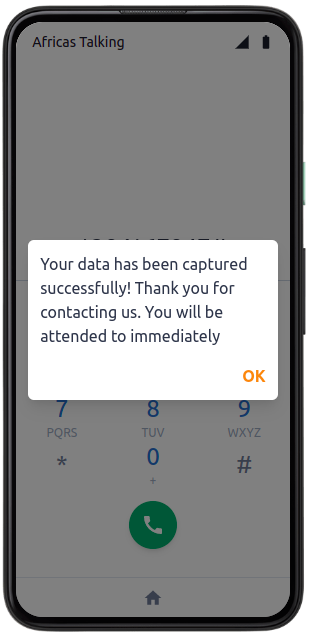 Africas Talking
Your data has been captured
successfully! Thank you for
contacting us. You will be
attended to immediately
OK
7 8 9
PQRS TUV WXYZ
* 0 #
+